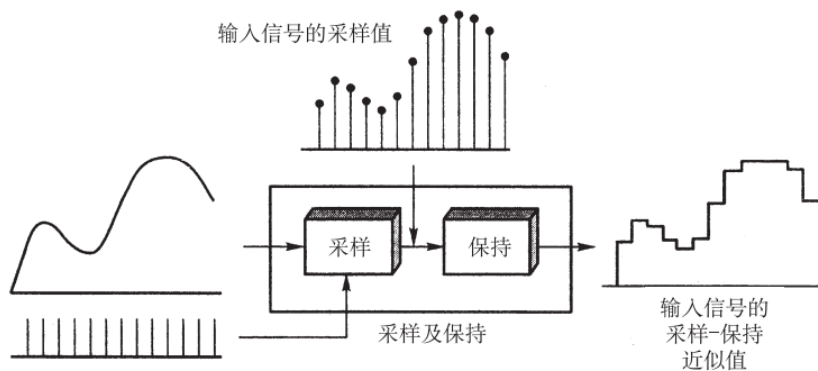 输入信号的采样值
采样
保持
采样及保持
输入信号的
采样-保持
近似值